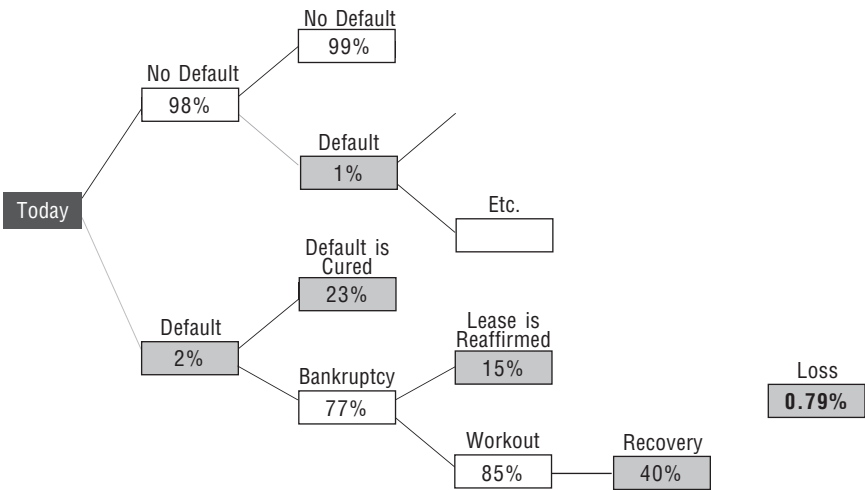 No Default
99%
No Default
98%
Default
1%
Today
Etc.
Default is
Cured
23%
Default
2%
Lease is
Reaffirmed
15%
Bankruptcy
77%
Loss
0.79%
Workout
85%
Recovery
40%